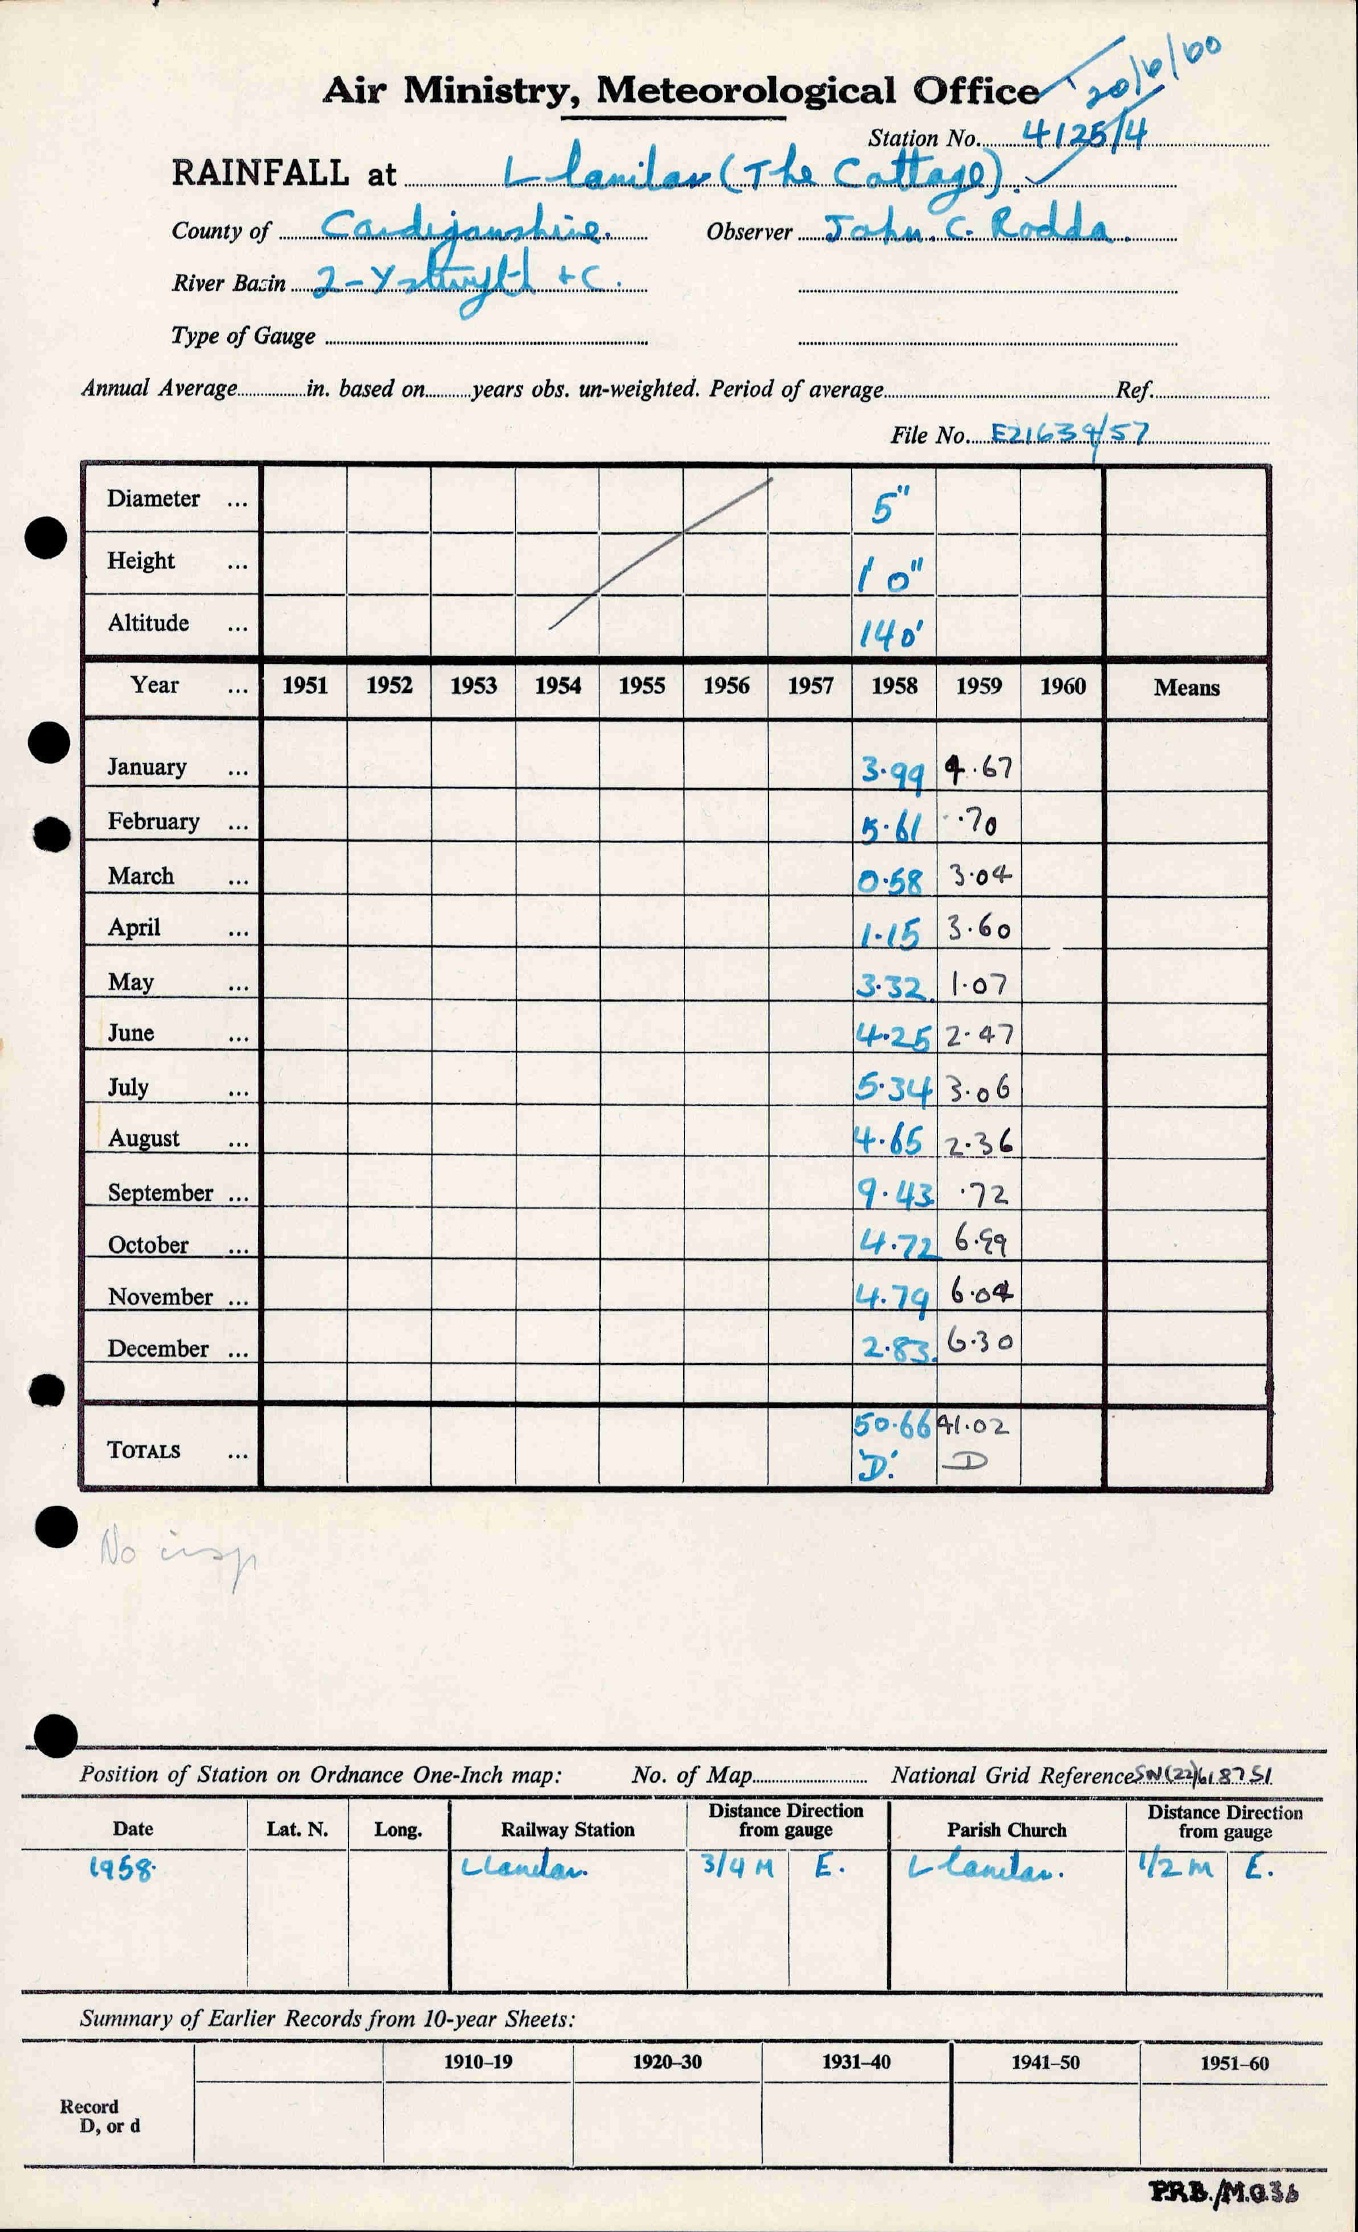 20/6/60
Air Ministry, Meteorological Office
Station No. 4125/4
RAINFALL at Llanilar (The Cottage).
County of Cardiganshire. Observer John. C. Rodda.
River Basin 2-Ystwyth + C.
Type of Gauge
Annual Average in. based on years obs. un-weighted. Period of average Ref.
File No. E21634/57
Diameter ... 5"
Height ... 1' 0"
Altitude ... 140'
Year ... 1951 1952 1953 1954 1955 1956 1957 1958 1959 1960 Means
January ... 3.99 4.67
February ... 5.61 .70
March ... 0.58 3.04
April ... 1.15 3.60
May ... 3.32 1.07
June ... 4.25 2.47
July ... 5.34 3.06
August ... 4.65 2.36
September ... 9.43 .72
October ... 4.72 6.99
November ... 4.79 6.04
December ... 2.83 6.30
TOTALS ... 50.66 41.02
'D.' D
No insp
Position of Station on Ordnance One-Inch map: No. of Map National Grid Reference SN(22)618751
Date Lat. N. Long. Railway Station Distance Direction from gauge Parish Church Distance Direction from gauge
1958. Llanilar. 3/4 M E. Llanilar. 1/2 M E.
Summary of Earlier Records from 10-year Sheets:
1910–19 1920–30 1931–40 1941–50 1951–60
Record
D, or d
P.R.B./M.O.36